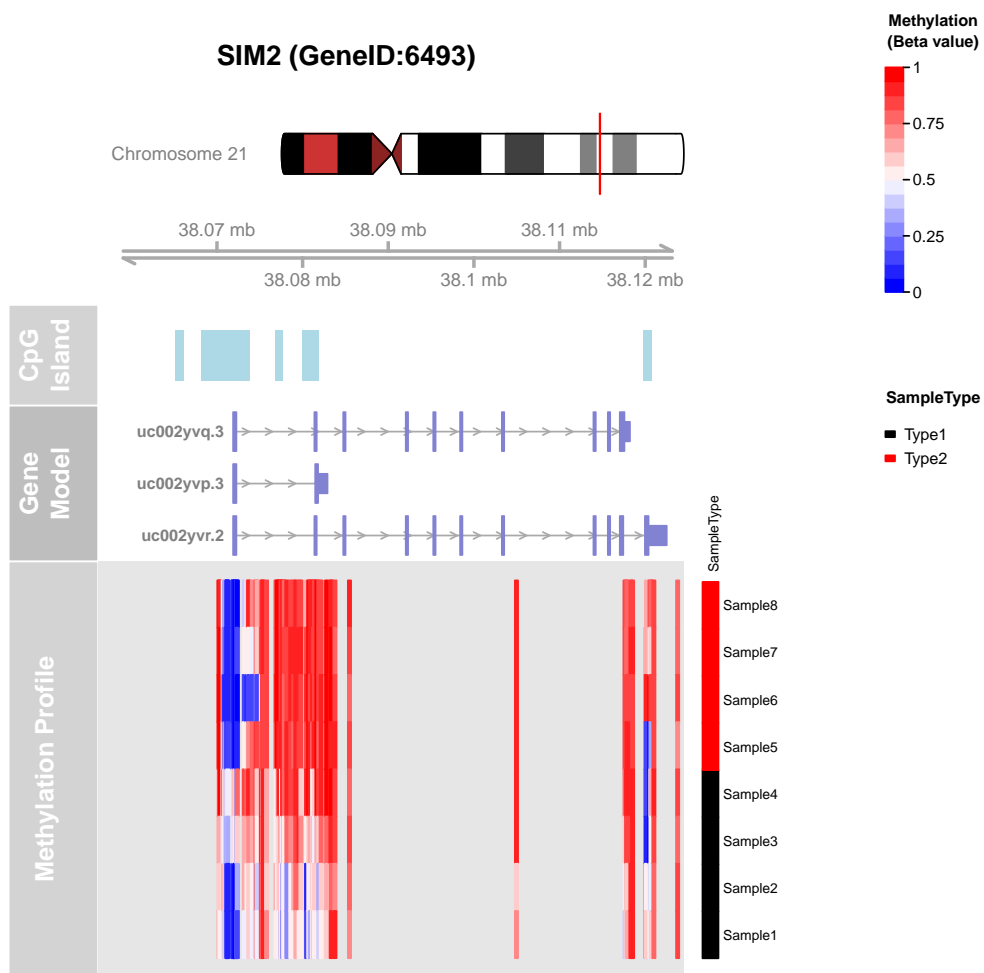 SIM2 (GeneID:6493)
Methylation
(Beta value)
1
0.75
0.5
0.25
0
Chromosome 21
38.07 mb
38.09 mb
38.11 mb
38.08 mb
38.1 mb
38.12 mb
CpG
Island
SampleType
Type1
Type2
Gene
Model
uc002yvq.3
uc002yvp.3
uc002yvr.2
SampleType
Methylation Profile
Sample8
Sample7
Sample6
Sample5
Sample4
Sample3
Sample2
Sample1